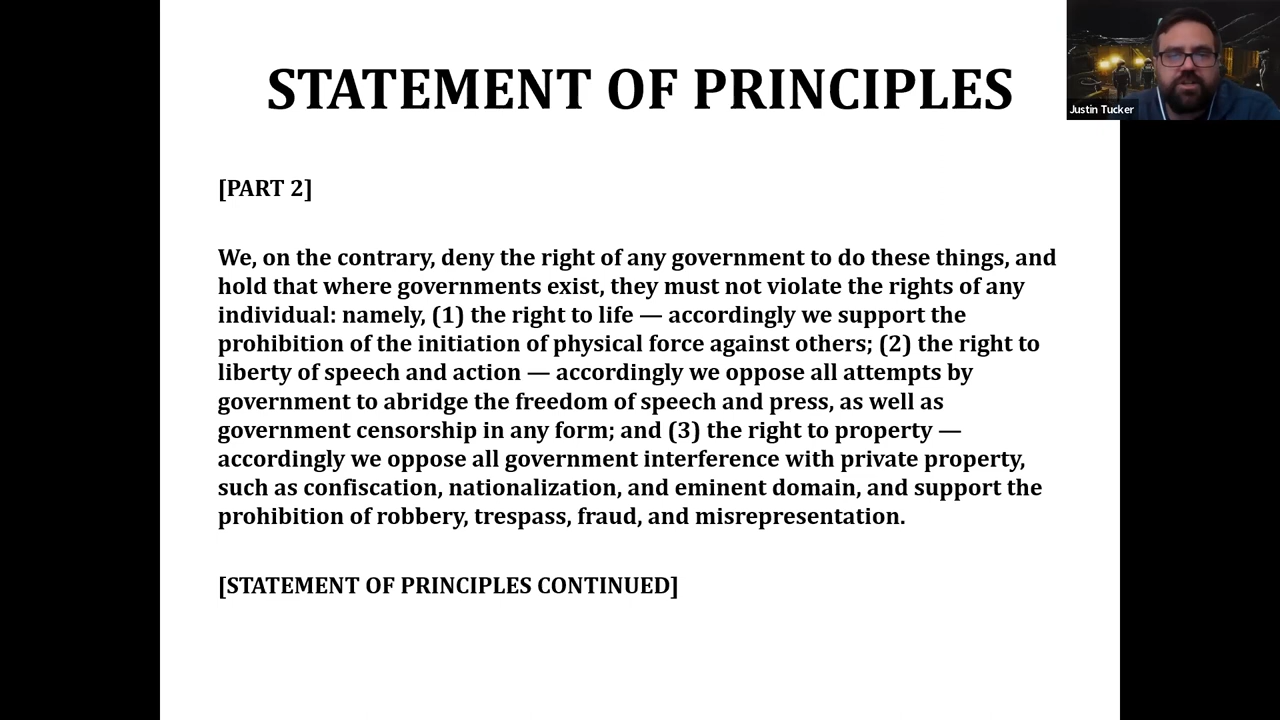 STATEMENT OF PRINCIPLES
Justin Tucker
[PART 2]
We, on the contrary, deny the right of any government to do these things, and
hold that where governments exist, they must not violate the rights of any
individual: namely, (1) the right to life — accordingly we support the
prohibition of the initiation of physical force against others; (2) the right to
liberty of speech and action — accordingly we oppose all attempts by
government to abridge the freedom of speech and press, as well as
government censorship in any form; and (3) the right to property —
accordingly we oppose all government interference with private property,
such as confiscation, nationalization, and eminent domain, and support the
prohibition of robbery, trespass, fraud, and misrepresentation.
[STATEMENT OF PRINCIPLES CONTINUED]